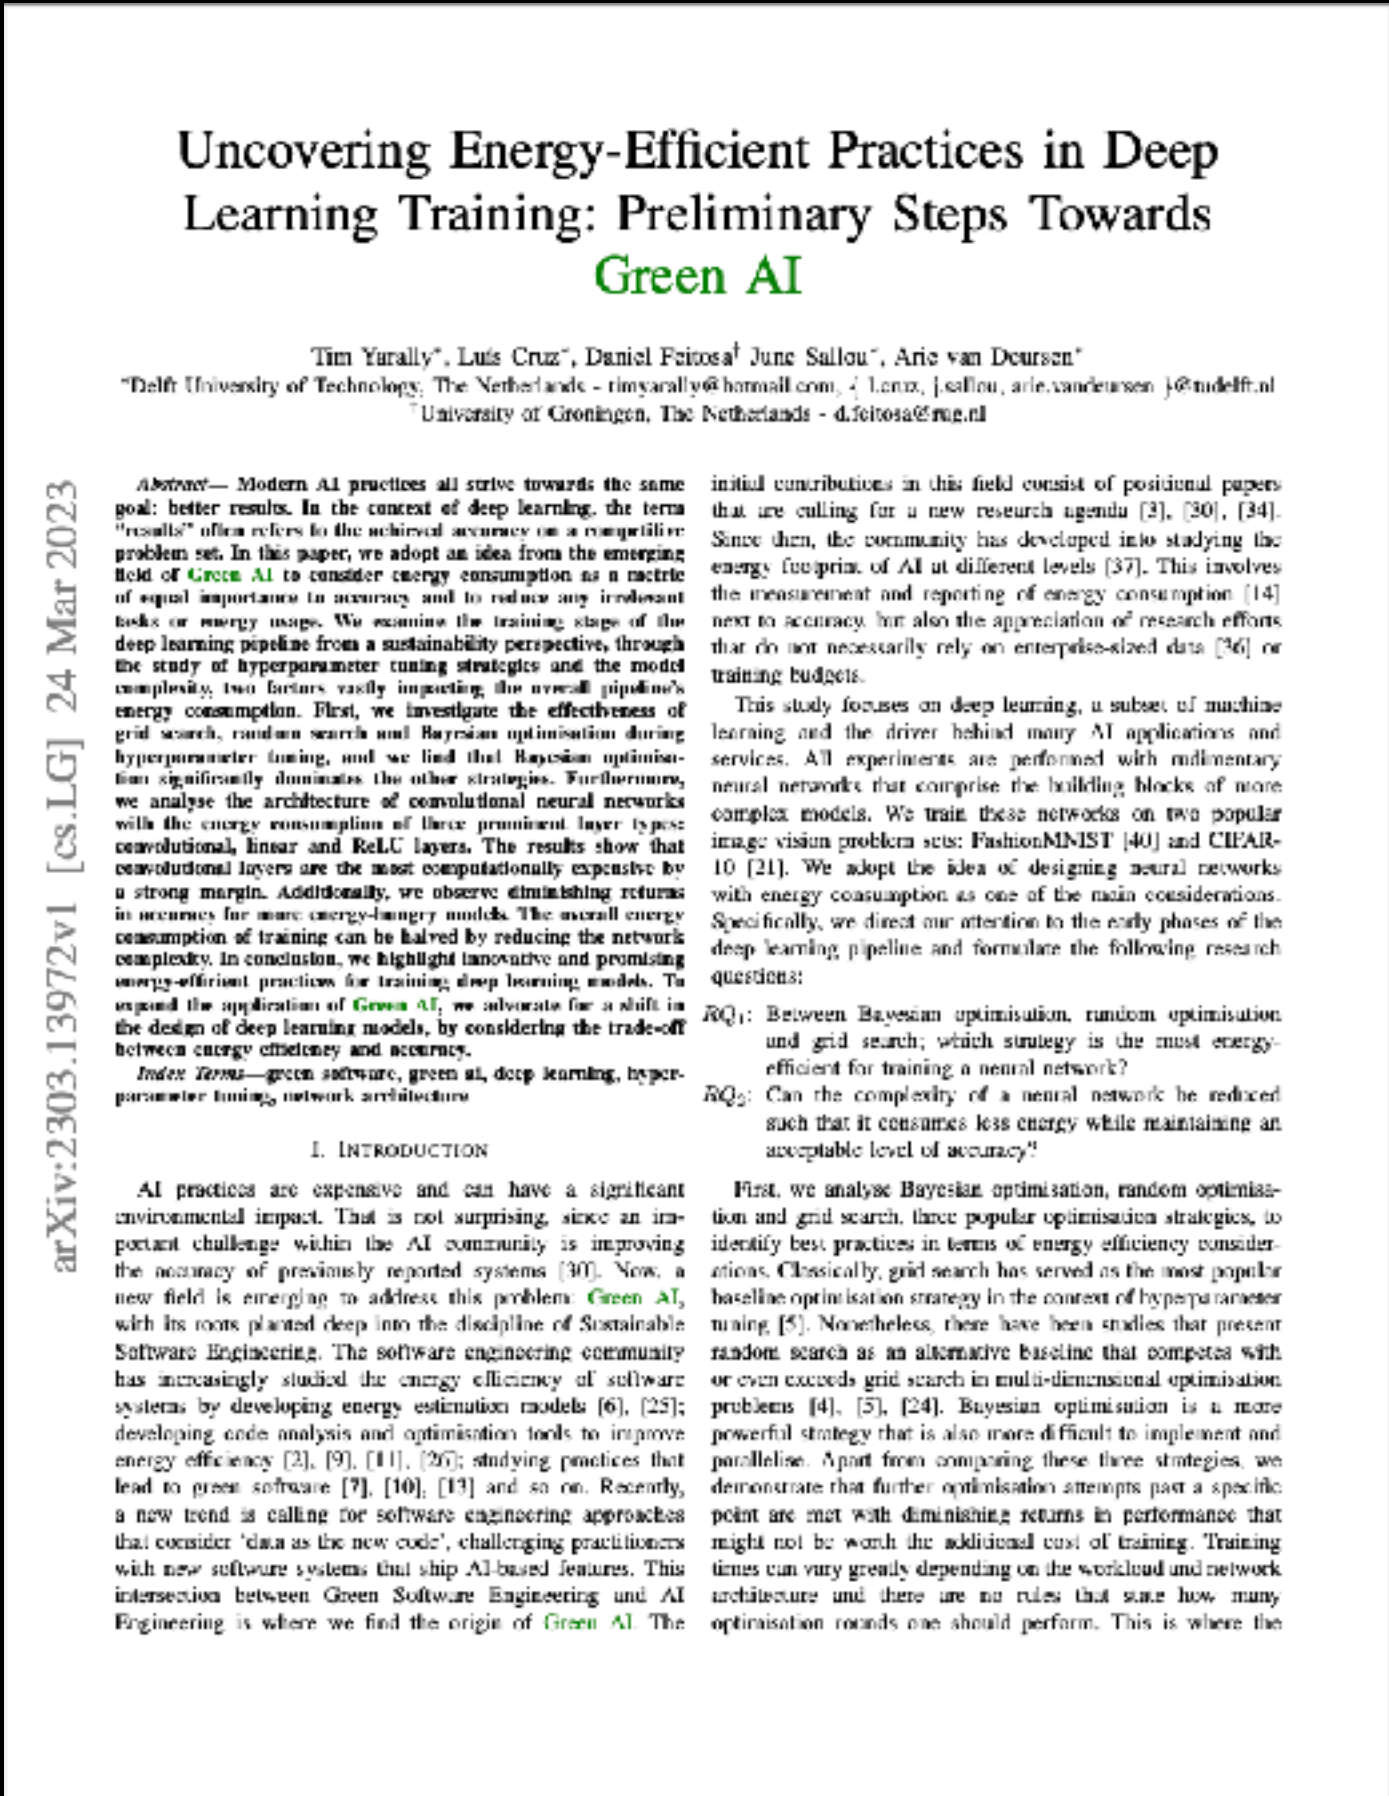 Uncovering Energy-Efficient Practices in Deep
Learning Training: Preliminary Steps Towards
Green AI
Tim Yarally*, Luís Cruz*, Daniel Feitosa† June Sallou*, Arie van Deursen*
*Delft University of Technology, The Netherlands - timyarally@hotmail.com, { l.cruz, j.sallou, arie.vandeursen }@tudelft.nl
†University of Groningen, The Netherlands - d.feitosa@rug.nl
arXiv:2303.13972v1 [cs.LG] 24 Mar 2023
Abstract— Modern AI practices all strive towards the same
goal: better results. In the context of deep learning, the term
"results" often refers to the achieved accuracy on a competitive
problem set. In this paper, we adopt an idea from the emerging
field of Green AI to consider energy consumption as a metric
of equal importance to accuracy and to reduce any irrelevant
tasks or energy usage. We examine the training stage of the
deep learning pipeline from a sustainability perspective, through
the study of hyperparameter tuning strategies and the model
complexity, two factors vastly impacting the overall pipeline's
energy consumption. First, we investigate the effectiveness of
grid search, random search and Bayesian optimisation during
hyperparameter tuning, and we find that Bayesian optimisa-
tion significantly dominates the other strategies. Furthermore,
we analyse the architecture of convolutional neural networks
with the energy consumption of three prominent layer types:
convolutional, linear and ReLU layers. The results show that
convolutional layers are the most computationally expensive by
a strong margin. Additionally, we observe diminishing returns
in accuracy for more energy-hungry models. The overall energy
consumption of training can be halved by reducing the network
complexity. In conclusion, we highlight innovative and promising
energy-efficient practices for training deep learning models. To
expand the application of Green AI, we advocate for a shift in
the design of deep learning models, by considering the trade-off
between energy efficiency and accuracy.
Index Terms—green software, green ai, deep learning, hyper-
parameter tuning, network architecture
I. INTRODUCTION
AI practices are expensive and can have a significant
environmental impact. That is not surprising, since an im-
portant challenge within the AI community is improving
the accuracy of previously reported systems [30]. Now, a
new field is emerging to address this problem: Green AI,
with its roots planted deep into the discipline of Sustainable
Software Engineering. The software engineering community
has increasingly studied the energy efficiency of software
systems by developing energy estimation models [6], [25];
developing code analysis and optimisation tools to improve
energy efficiency [2], [9], [11], [26]; studying practices that
lead to green software [7], [10], [13] and so on. Recently,
a new trend is calling for software engineering approaches
that consider 'data as the new code', challenging practitioners
with new software systems that ship AI-based features. This
intersection between Green Software Engineering and AI
Engineering is where we find the origin of Green AI. The
initial contributions in this field consist of positional papers
that are calling for a new research agenda [3], [30], [34].
Since then, the community has developed into studying the
energy footprint of AI at different levels [37]. This involves
the measurement and reporting of energy consumption [14]
next to accuracy, but also the appreciation of research efforts
that do not necessarily rely on enterprise-sized data [36] or
training budgets.
This study focuses on deep learning, a subset of machine
learning and the driver behind many AI applications and
services. All experiments are performed with rudimentary
neural networks that comprise the building blocks of more
complex models. We train these networks on two popular
image vision problem sets: FashionMNIST [40] and CIFAR-
10 [21]. We adopt the idea of designing neural networks
with energy consumption as one of the main considerations.
Specifically, we direct our attention to the early phases of the
deep learning pipeline and formulate the following research
questions:
RQ1: Between Bayesian optimisation, random optimisation
and grid search; which strategy is the most energy-
efficient for training a neural network?
RQ2: Can the complexity of a neural network be reduced
such that it consumes less energy while maintaining an
acceptable level of accuracy?
First, we analyse Bayesian optimisation, random optimisa-
tion and grid search, three popular optimisation strategies, to
identify best practices in terms of energy efficiency consider-
ations. Classically, grid search has served as the most popular
baseline optimisation strategy in the context of hyperparameter
tuning [5]. Nonetheless, there have been studies that present
random search as an alternative baseline that competes with
or even exceeds grid search in multi-dimensional optimisation
problems [4], [5], [24]. Bayesian optimisation is a more
powerful strategy that is also more difficult to implement and
parallelise. Apart from comparing these three strategies, we
demonstrate that further optimisation attempts past a specific
point are met with diminishing returns in performance that
might not be worth the additional cost of training. Training
times can vary greatly depending on the workload and network
architecture and there are no rules that state how many
optimisation rounds one should perform. This is where the